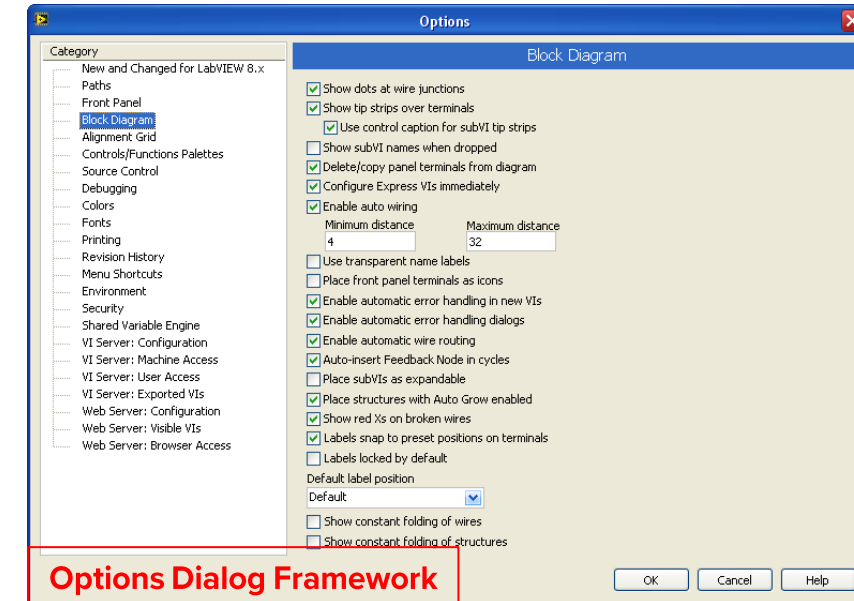 Options
Category
New and Changed for LabVIEW 8.x
Paths
Front Panel
Block Diagram
Alignment Grid
Controls/Functions Palettes
Source Control
Debugging
Colors
Fonts
Printing
Revision History
Menu Shortcuts
Environment
Security
Shared Variable Engine
VI Server: Configuration
VI Server: Machine Access
VI Server: User Access
VI Server: Exported VIs
Web Server: Configuration
Web Server: Visible VIs
Web Server: Browser Access
Block Diagram
Show dots at wire junctions
Show tip strips over terminals
Use control caption for subVI tip strips
Show subVI names when dropped
Delete/copy panel terminals from diagram
Configure Express VIs immediately
Enable auto wiring
Minimum distance Maximum distance
4 32
Use transparent name labels
Place front panel terminals as icons
Enable automatic error handling in new VIs
Enable automatic error handling dialogs
Enable automatic wire routing
Auto-insert Feedback Node in cycles
Place subVIs as expandable
Place structures with Auto Grow enabled
Show red Xs on broken wires
Labels snap to preset positions on terminals
Labels locked by default
Default label position
Default
Show constant folding of wires
Show constant folding of structures
Options Dialog Framework
OK Cancel Help